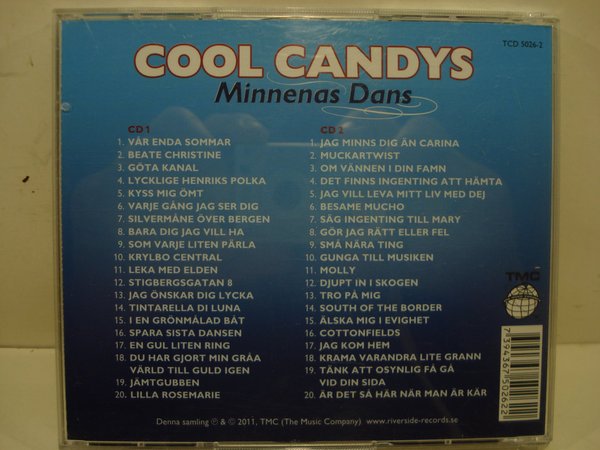 TCD 5026-2
COOL CANDYS
Minnenas Dans
CD 1
1. VÅR ENDA SOMMAR
2. BEATE CHRISTINE
3. GÖTA KANAL
4. LYCKLIGE HENRIKS POLKA
5. KYSS MIG ÖMT
6. VARJE GÅNG JAG SER DIG
7. SILVERMÅNE ÖVER BERGEN
8. BARA DIG JAG VILL HA
9. SOM VARJE LITEN PÄRLA
10. KRYLBO CENTRAL
11. LEKA MED ELDEN
12. STIGBERGSGATAN 8
13. JAG ÖNSKAR DIG LYCKA
14. TINTARELLA DI LUNA
15. I EN GRÖNMÅLAD BÅT
16. SPARA SISTA DANSEN
17. EN GUL LITEN RING
18. DU HAR GJORT MIN GRÅA
VÄRLD TILL GULD IGEN
19. JÄMTGUBBEN
20. LILLA ROSEMARIE
CD 2
1. JAG MINNS DIG ÄN CARINA
2. MUCKARTWIST
3. OM VÄNNEN I DIN FAMN
4. DET FINNS INGENTING ATT HÄMTA
5. JAG VILL LEVA MITT LIV MED DEJ
6. BESAME MUCHO
7. SÄG INGENTING TILL MARY
8. GÖR JAG RÄTT ELLER FEL
9. SMÅ NÄRA TING
10. GUNGA TILL MUSIKEN
11. MOLLY
12. DJUPT IN I SKOGEN
13. TRO PÅ MIG
14. SOUTH OF THE BORDER
15. ÄLSKA MIG I EVIGHET
16. COTTONFIELDS
17. JAG KOM HEM
18. KRAMA VARANDRA LITE GRANN
19. TÄNK ATT OSYNLIG FÅ GÅ
VID DIN SIDA
20. ÄR DET SÅ HÄR NÄR MAN ÄR KÄR
TMC
7394367502622
Denna samling ℗ & © 2011, TMC (The Music Company) www.riverside-records.se